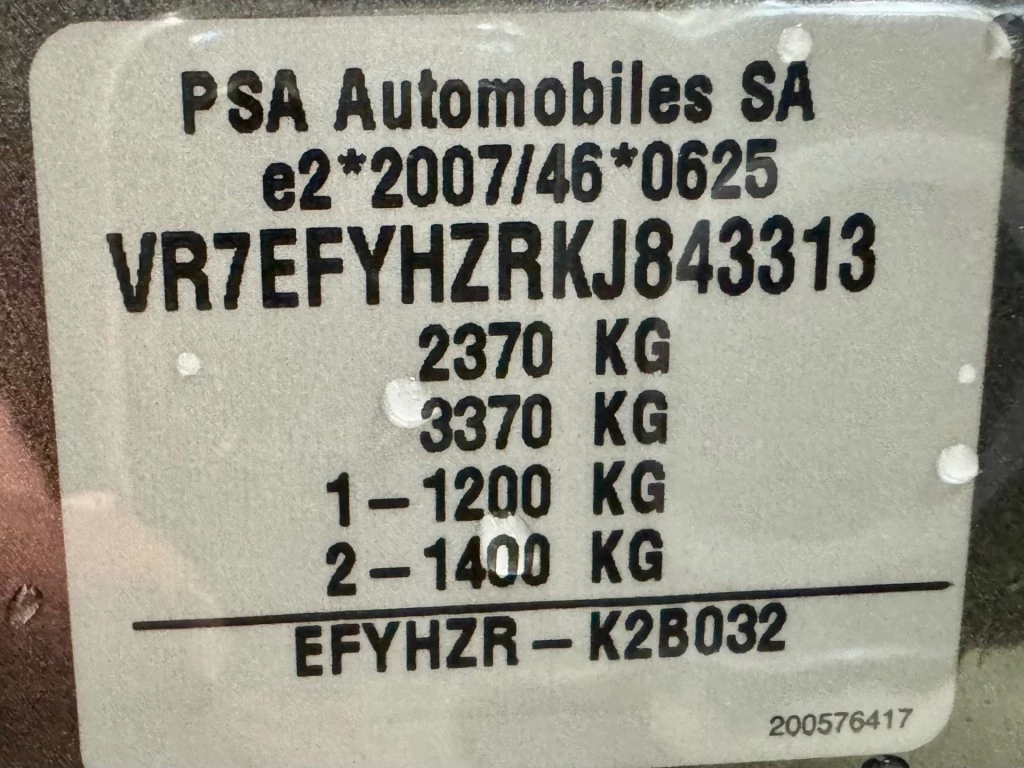 PSA Automobiles SA
e2*2007/46*0625
VR7EFYHZRKJ843313
2370 KG
3370 KG
1-1200 KG
2-1400 KG
EFYHZR-K2B032
200576417